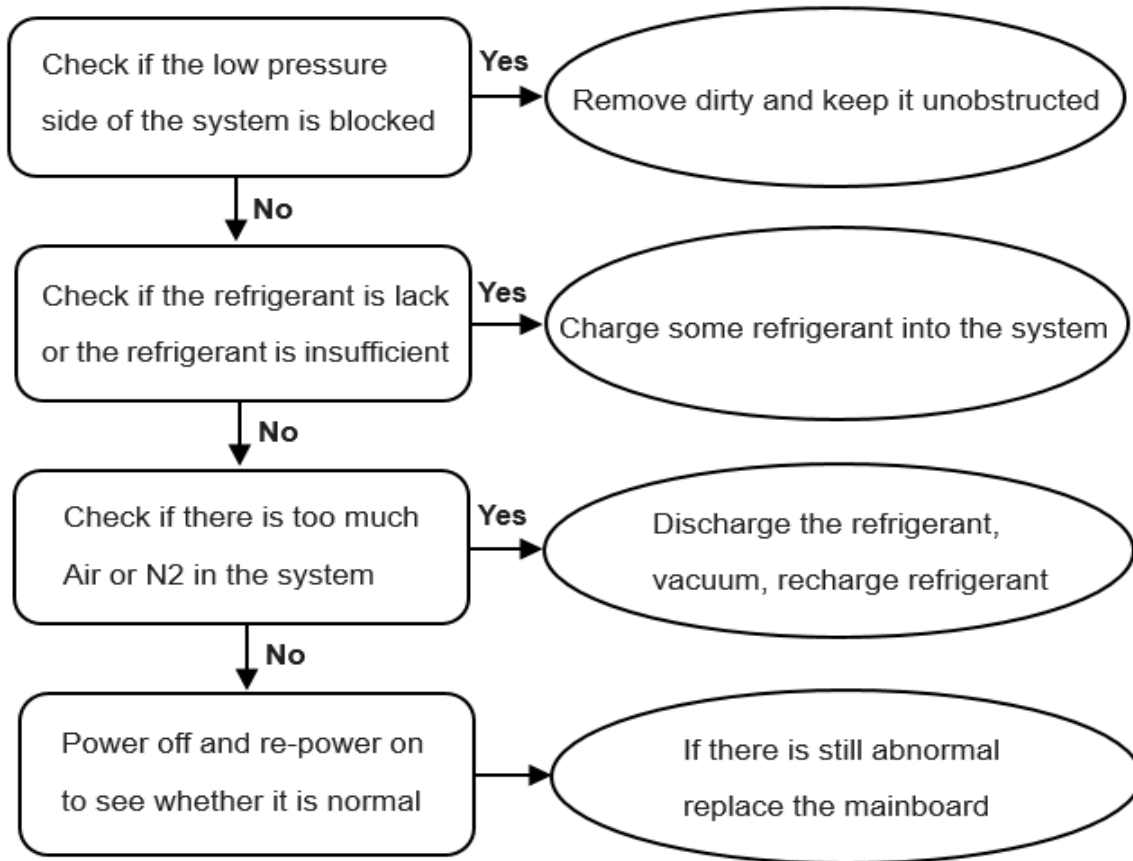 Check if the low pressure
side of the system is blocked
Yes
Remove dirty and keep it unobstructed
No
Check if the refrigerant is lack
or the refrigerant is insufficient
Yes
Charge some refrigerant into the system
No
Check if there is too much
Air or N2 in the system
Yes
Discharge the refrigerant,
vacuum, recharge refrigerant
No
Power off and re-power on
to see whether it is normal
If there is still abnormal
replace the mainboard